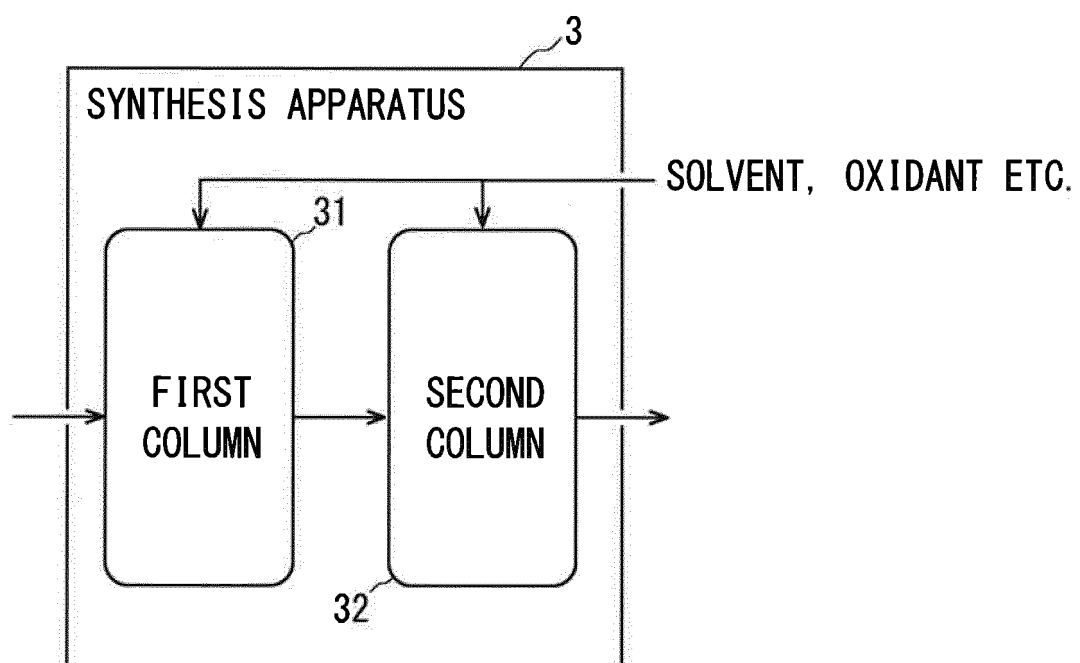 3
SYNTHESIS APPARATUS
SOLVENT, OXIDANT ETC.
31
FIRST
COLUMN
SECOND
COLUMN
32